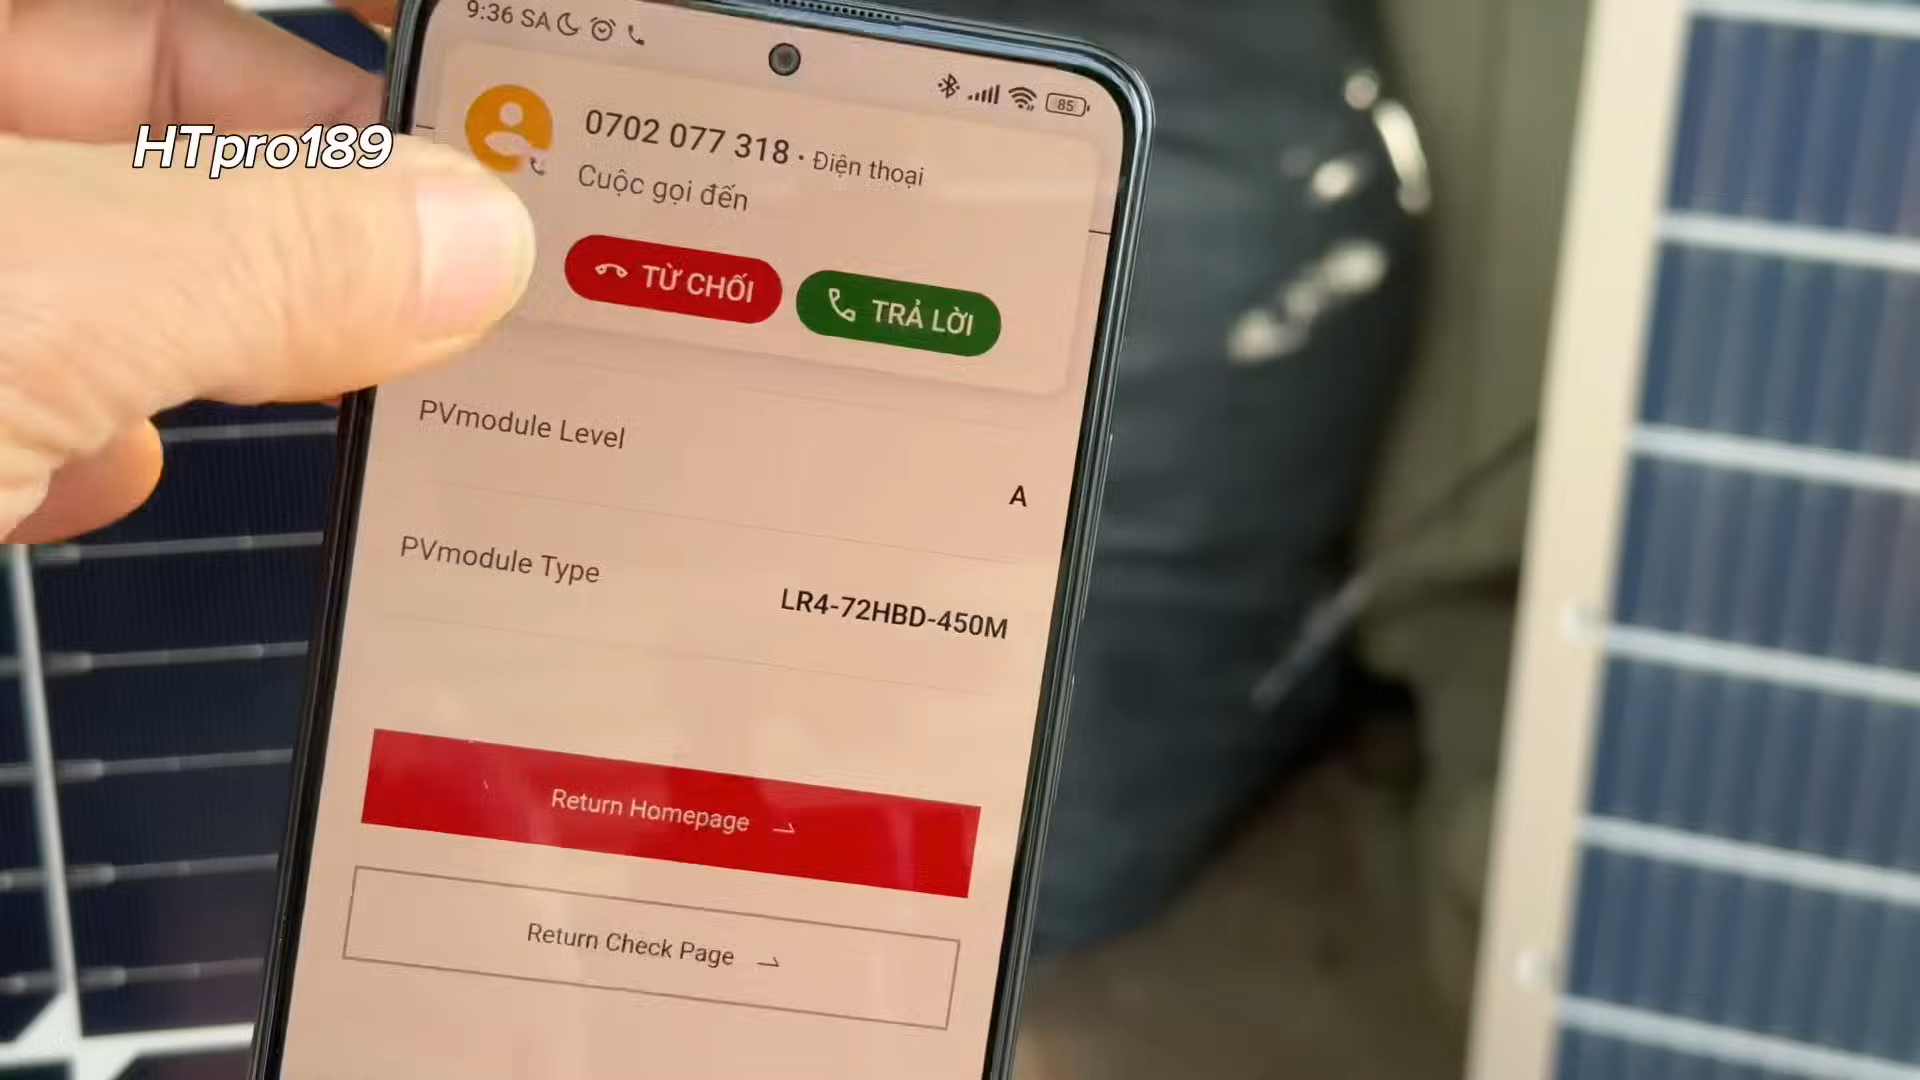 9:36 SA
85
HTpro189
0702 077 318 · Điện thoại
Cuộc gọi đến
TỪ CHỐI
TRẢ LỜI
PVmodule Level
A
PVmodule Type
LR4-72HBD-450M
Return Homepage
Return Check Page